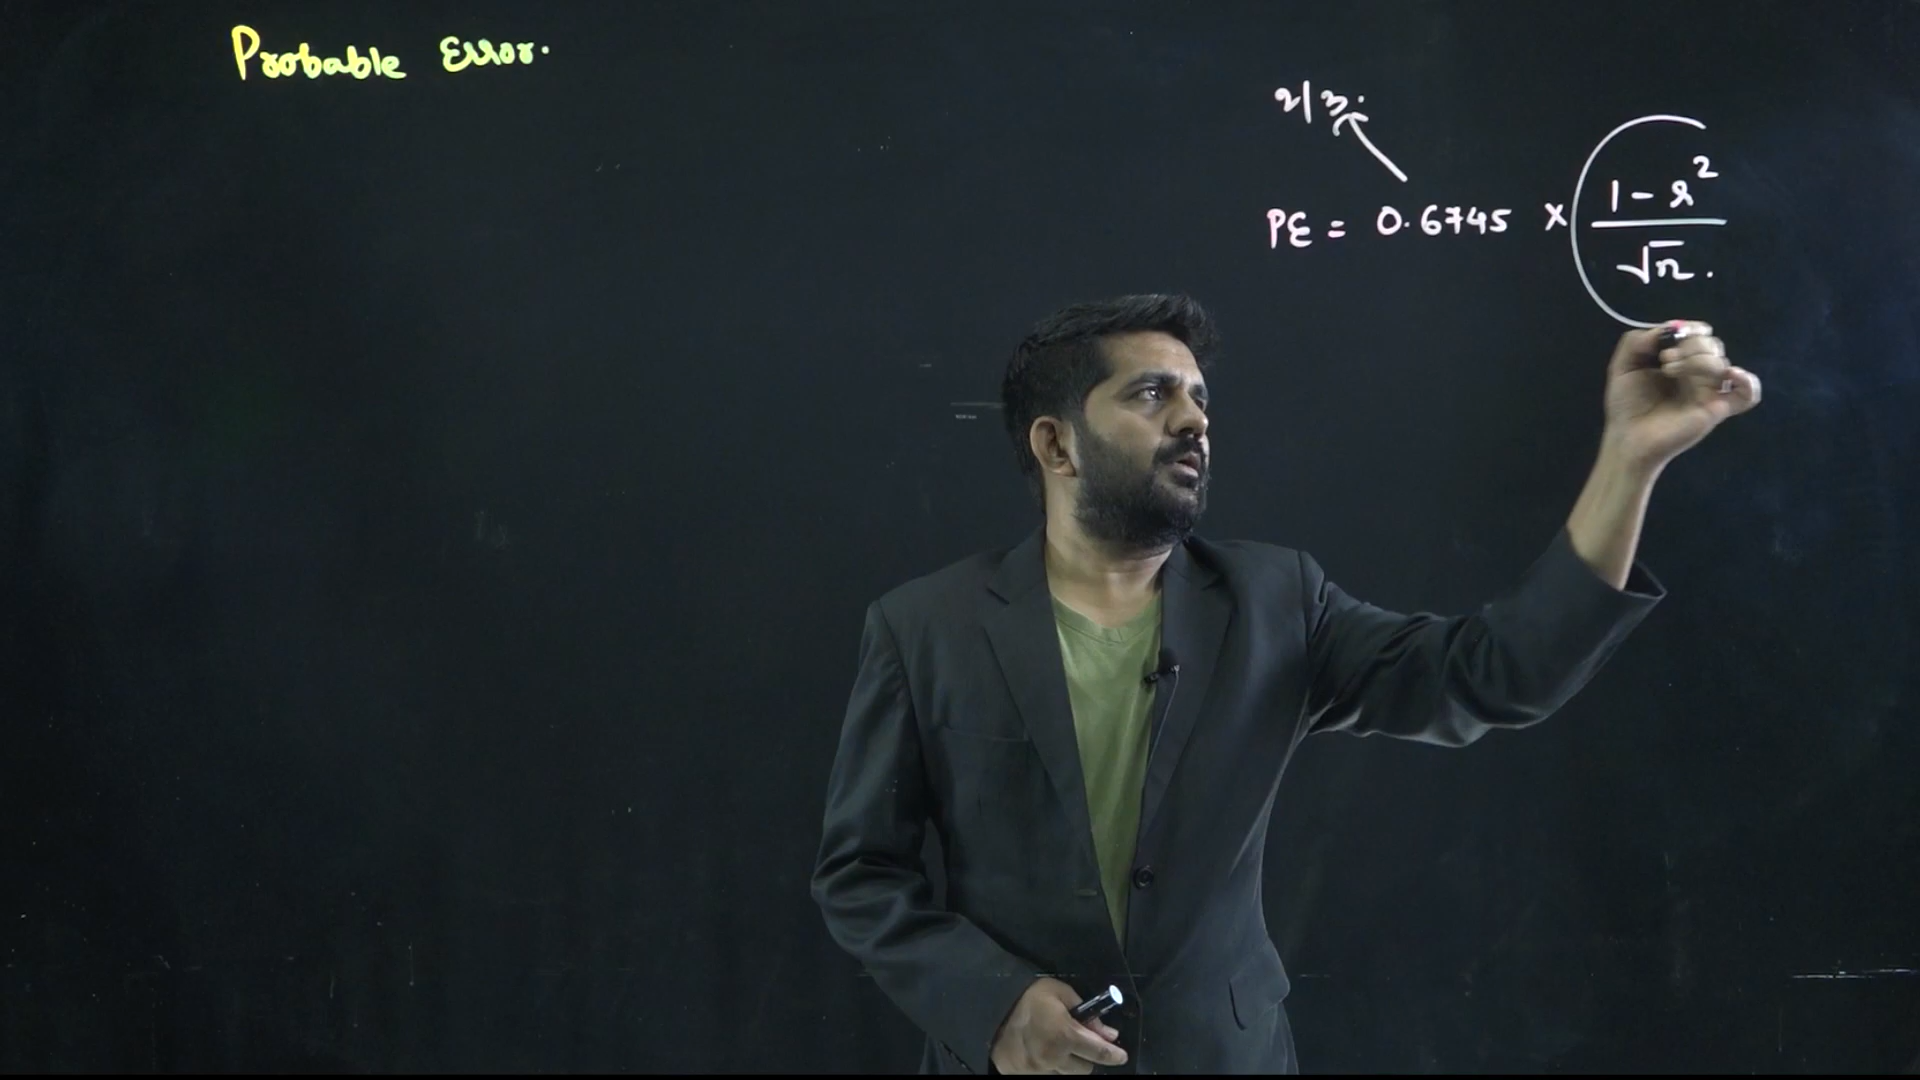 Probable Error.
2/3.
PE = 0.6745 × (1 - r²
√n.